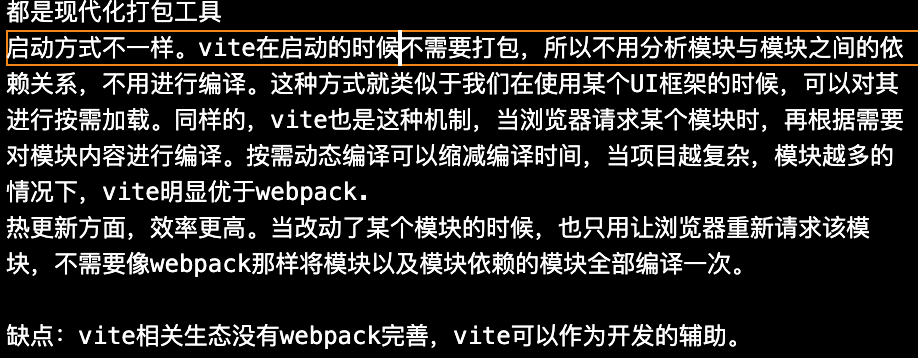 都是现代化打包工具
启动方式不一样。vite在启动的时候不需要打包，所以不用分析模块与模块之间的依
赖关系，不用进行编译。这种方式就类似于我们在使用某个UI框架的时候，可以对其
进行按需加载。同样的，vite也是这种机制，当浏览器请求某个模块时，再根据需要
对模块内容进行编译。按需动态编译可以缩减编译时间，当项目越复杂，模块越多的
情况下，vite明显优于webpack.
热更新方面，效率更高。当改动了某个模块的时候，也只用让浏览器重新请求该模
块，不需要像webpack那样将模块以及模块依赖的模块全部编译一次。
缺点：vite相关生态没有webpack完善，vite可以作为开发的辅助。